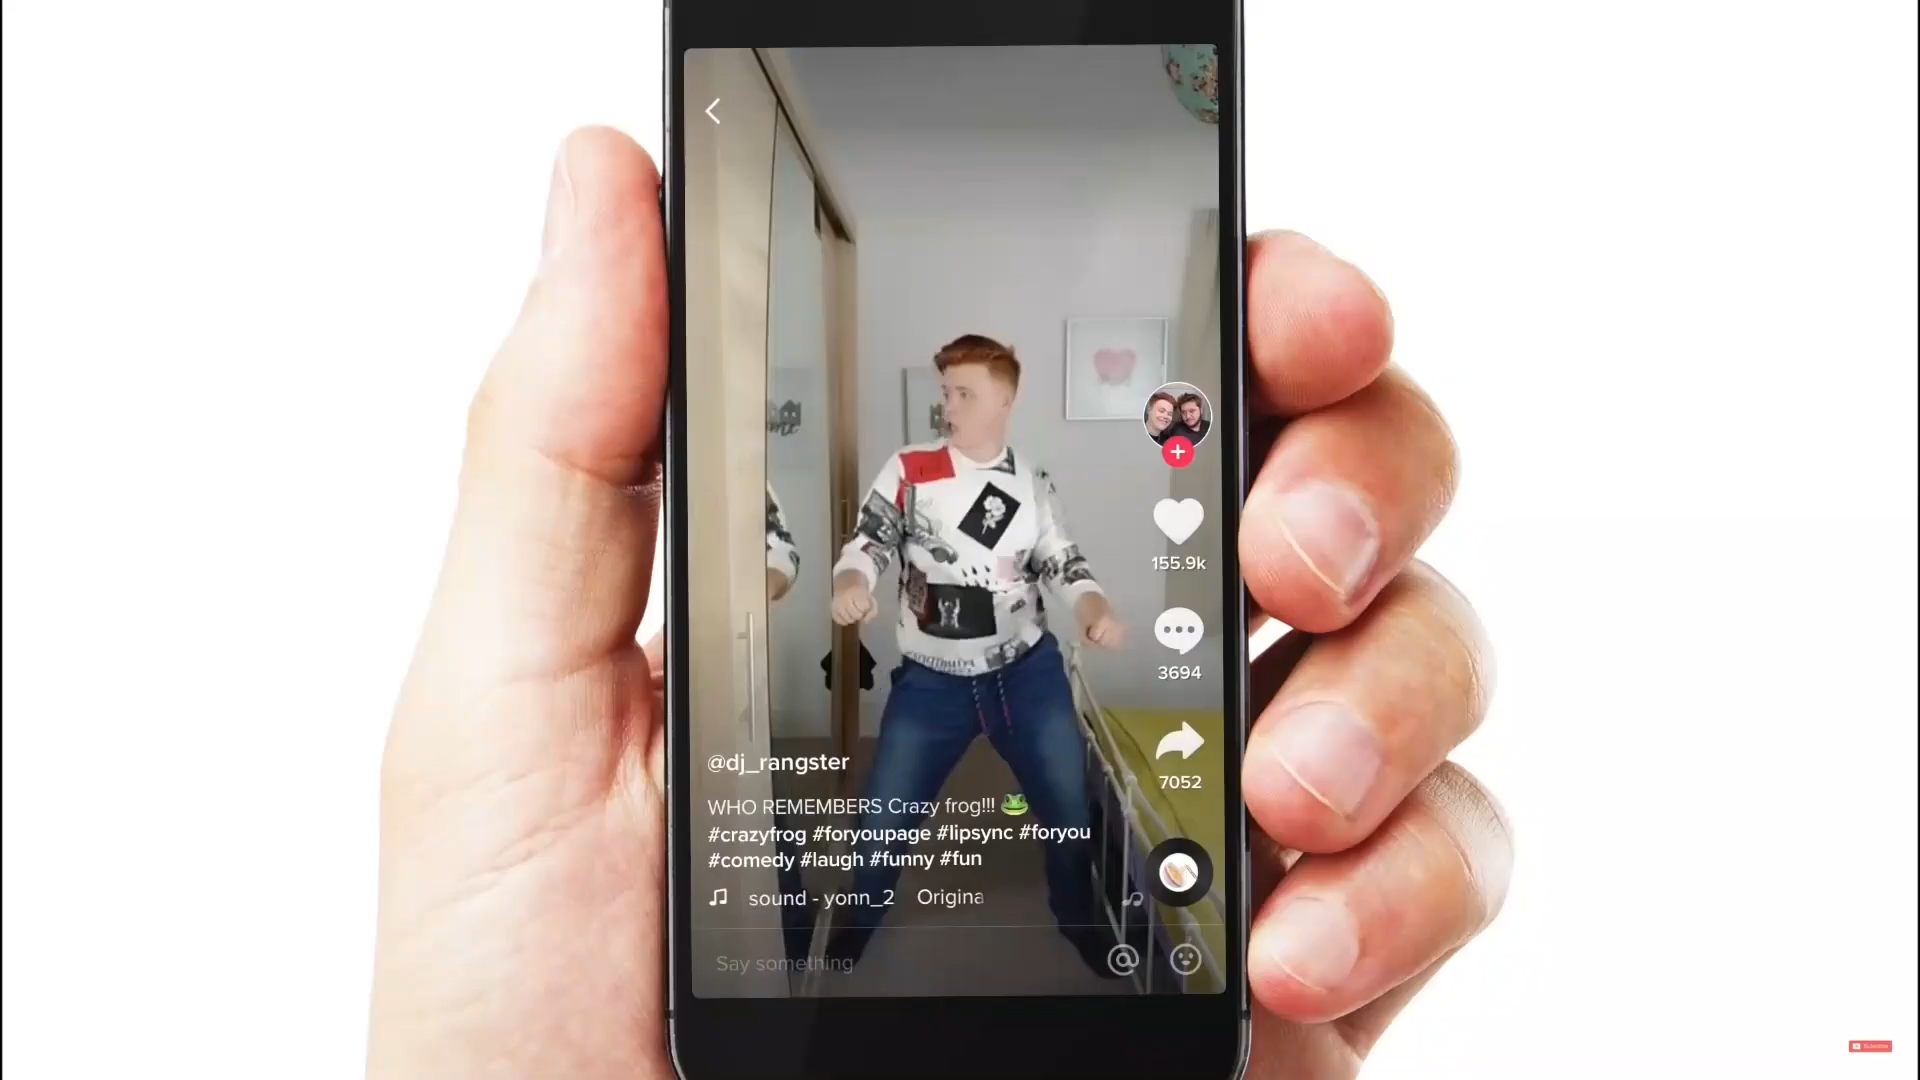 155.9k
3694
7052
@dj_rangster
WHO REMEMBERS Crazy frog!!! 🐸
#crazyfrog #foryoupage #lipsync #foryou
#comedy #laugh #funny #fun
sound - yonn_2 Origina
Say something
Subscribe